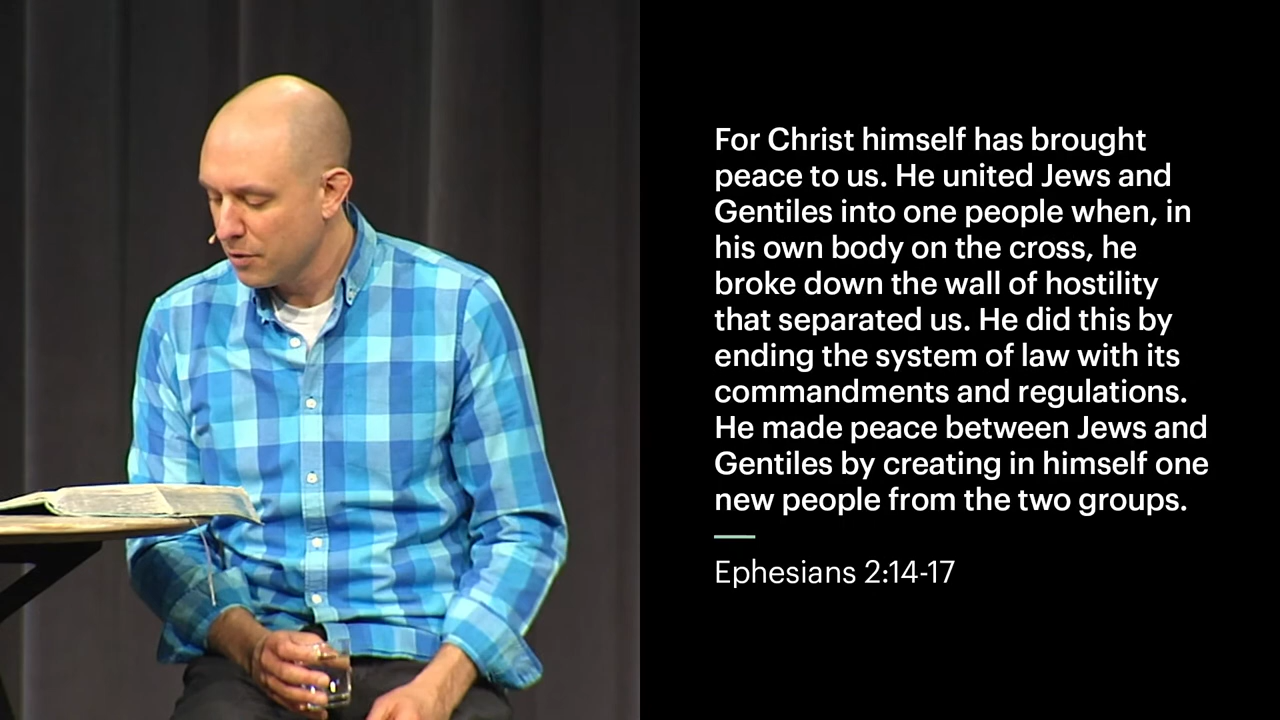 For Christ himself has brought
peace to us. He united Jews and
Gentiles into one people when, in
his own body on the cross, he
broke down the wall of hostility
that separated us. He did this by
ending the system of law with its
commandments and regulations.
He made peace between Jews and
Gentiles by creating in himself one
new people from the two groups.
Ephesians 2:14-17